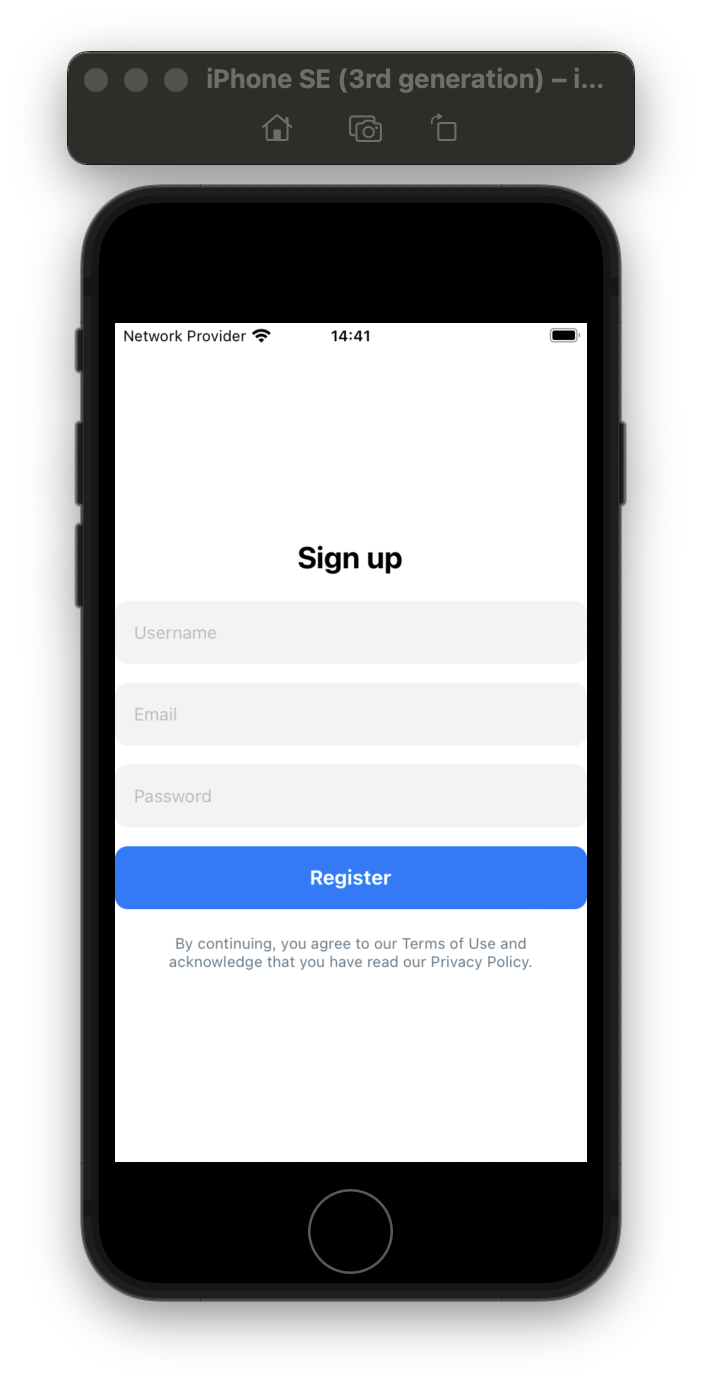 iPhone SE (3rd generation) – i...
Network Provider 14:41
Sign up
Username
Email
Password
Register
By continuing, you agree to our Terms of Use and
acknowledge that you have read our Privacy Policy.